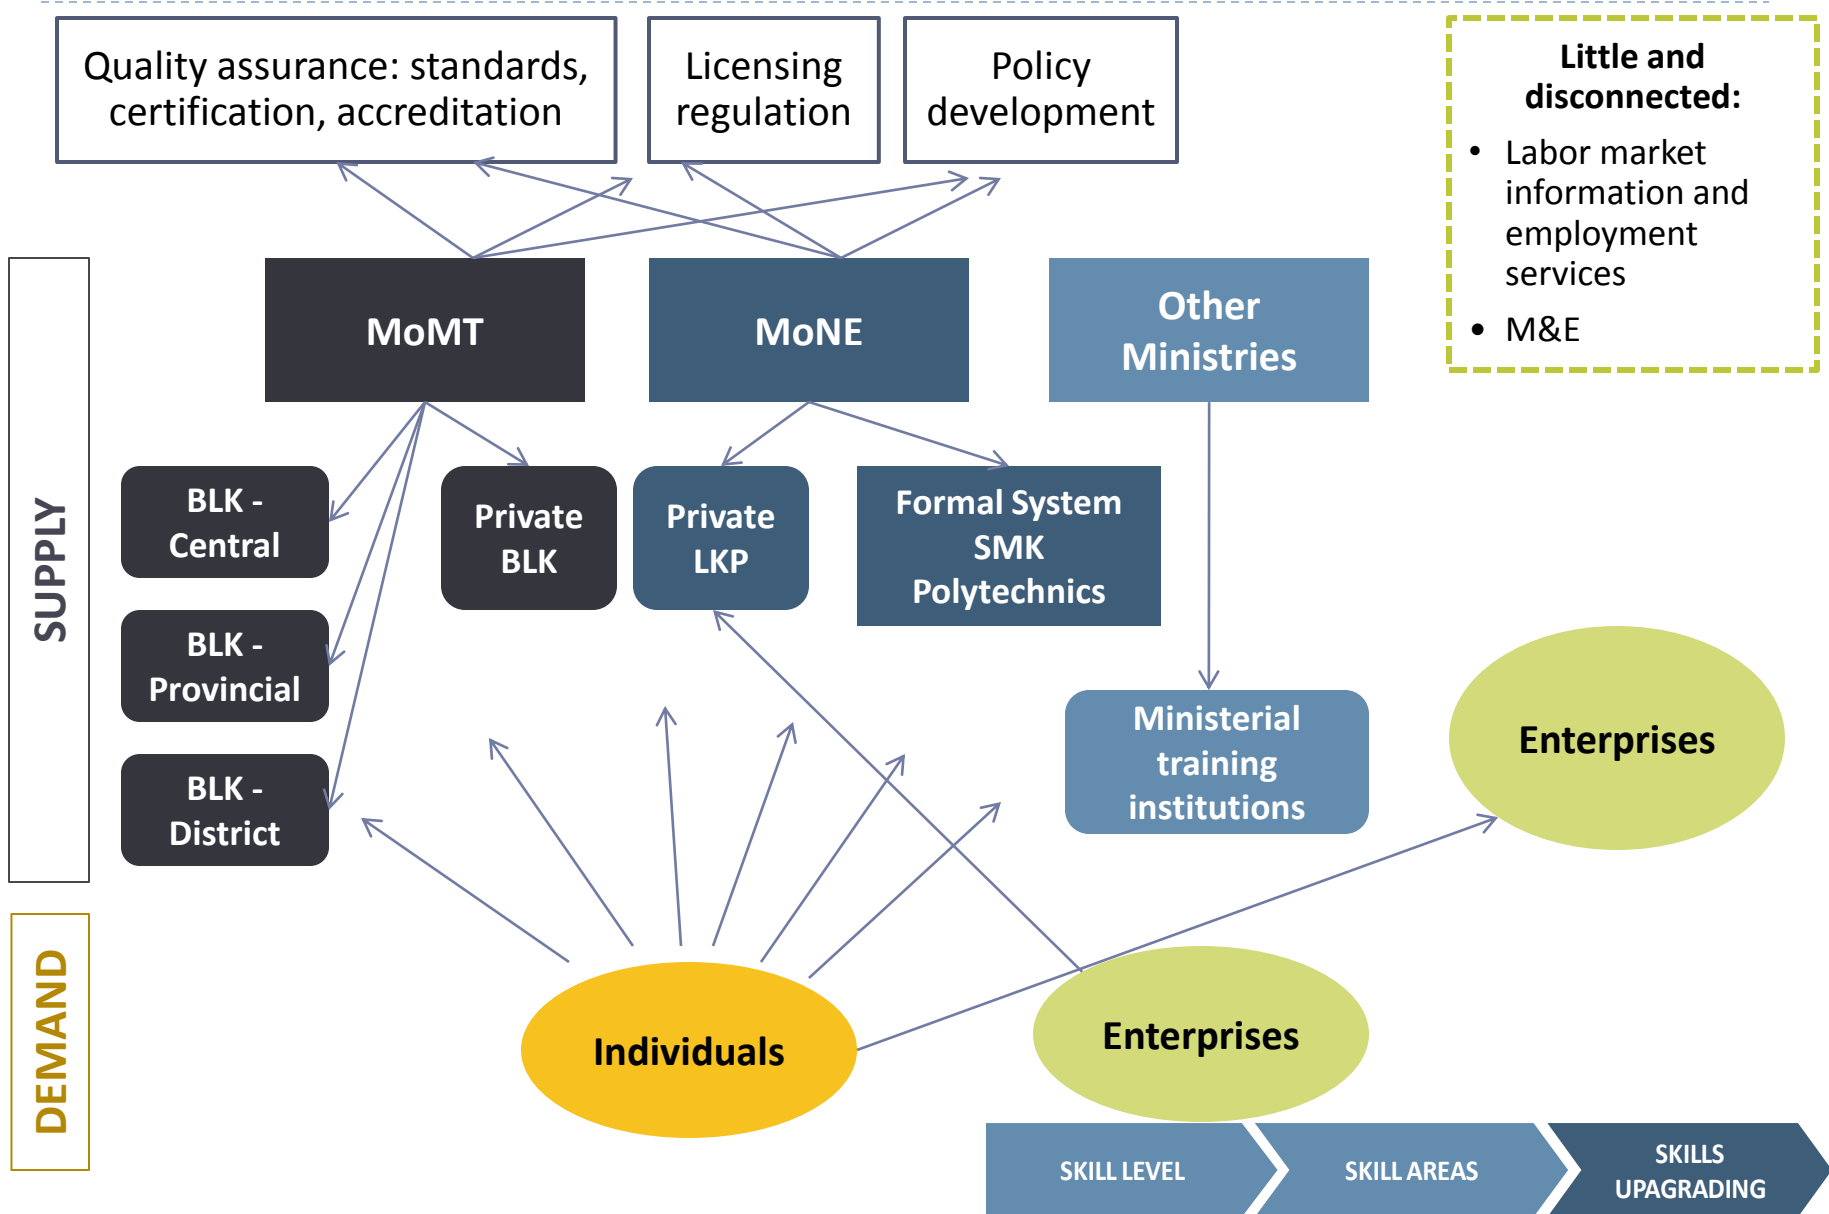 Quality assurance: standards,
certification, accreditation
Licensing
regulation
Policy
development
Little and
disconnected:
• Labor market
information and
employment
services
• M&E
SUPPLY
MoMT
MoNE
Other
Ministries
BLK -
Central
Private
BLK
Private
LKP
Formal System
SMK
Polytechnics
BLK -
Provincial
BLK -
District
Ministerial
training
institutions
Enterprises
DEMAND
Individuals
Enterprises
SKILL LEVEL
SKILL AREAS
SKILLS
UPAGRADING